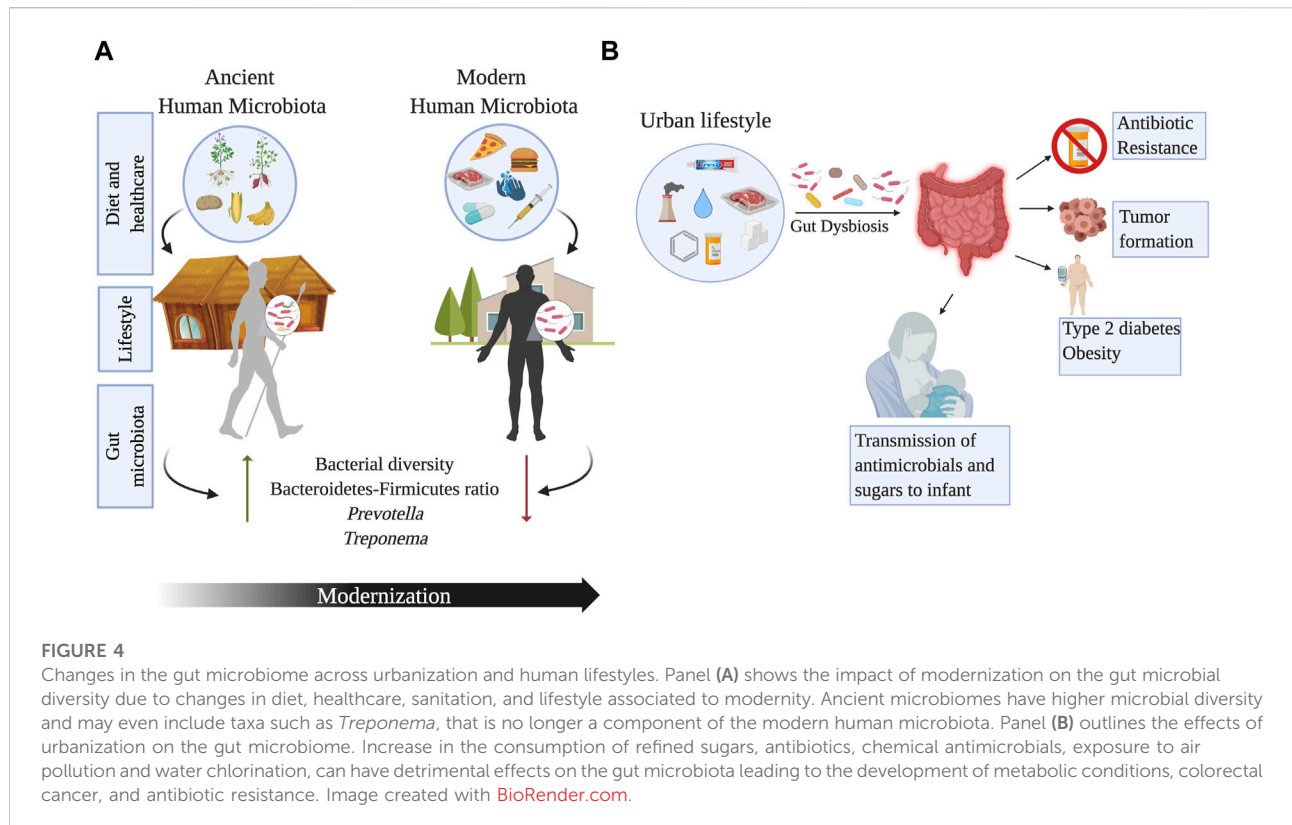 A
B
Ancient
Human Microbiota
Modern
Human Microbiota
Diet and
healthcare
Lifestyle
Gut
microbiota
Bacterial diversity
Bacteroidetes-Firmicutes ratio
Prevotella
Treponema
Modernization
Urban lifestyle
Gut Dysbiosis
Antibiotic
Resistance
Tumor
formation
Type 2 diabetes
Obesity
Transmission of
antimicrobials and
sugars to infant
FIGURE 4
Changes in the gut microbiome across urbanization and human lifestyles. Panel (A) shows the impact of modernization on the gut microbial
diversity due to changes in diet, healthcare, sanitation, and lifestyle associated to modernity. Ancient microbiomes have higher microbial diversity
and may even include taxa such as Treponema, that is no longer a component of the modern human microbiota. Panel (B) outlines the effects of
urbanization on the gut microbiome. Increase in the consumption of refined sugars, antibiotics, chemical antimicrobials, exposure to air
pollution and water chlorination, can have detrimental effects on the gut microbiota leading to the development of metabolic conditions, colorectal
cancer, and antibiotic resistance. Image created with BioRender.com.